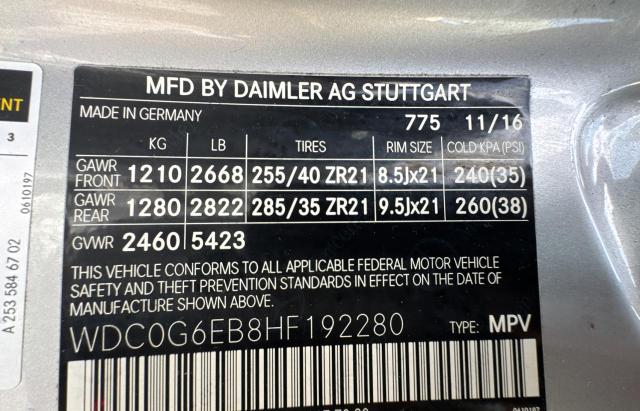 MFD BY DAIMLER AG STUTTGART
MADE IN GERMANY 775 11/16
KG LB TIRES RIM SIZE COLD KPA (PSI)
GAWR FRONT 1210 2668 255/40 ZR21 8.5Jx21 240(35)
GAWR REAR 1280 2822 285/35 ZR21 9.5Jx21 260(38)
GVWR 2460 5423
THIS VEHICLE CONFORMS TO ALL APPLICABLE FEDERAL MOTOR VEHICLE
SAFETY AND THEFT PREVENTION STANDARDS IN EFFECT ON THE DATE OF
MANUFACTURE SHOWN ABOVE.
WDC0G6EB8HF192280 TYPE: MPV
3
0610197
A 253 584 67 02